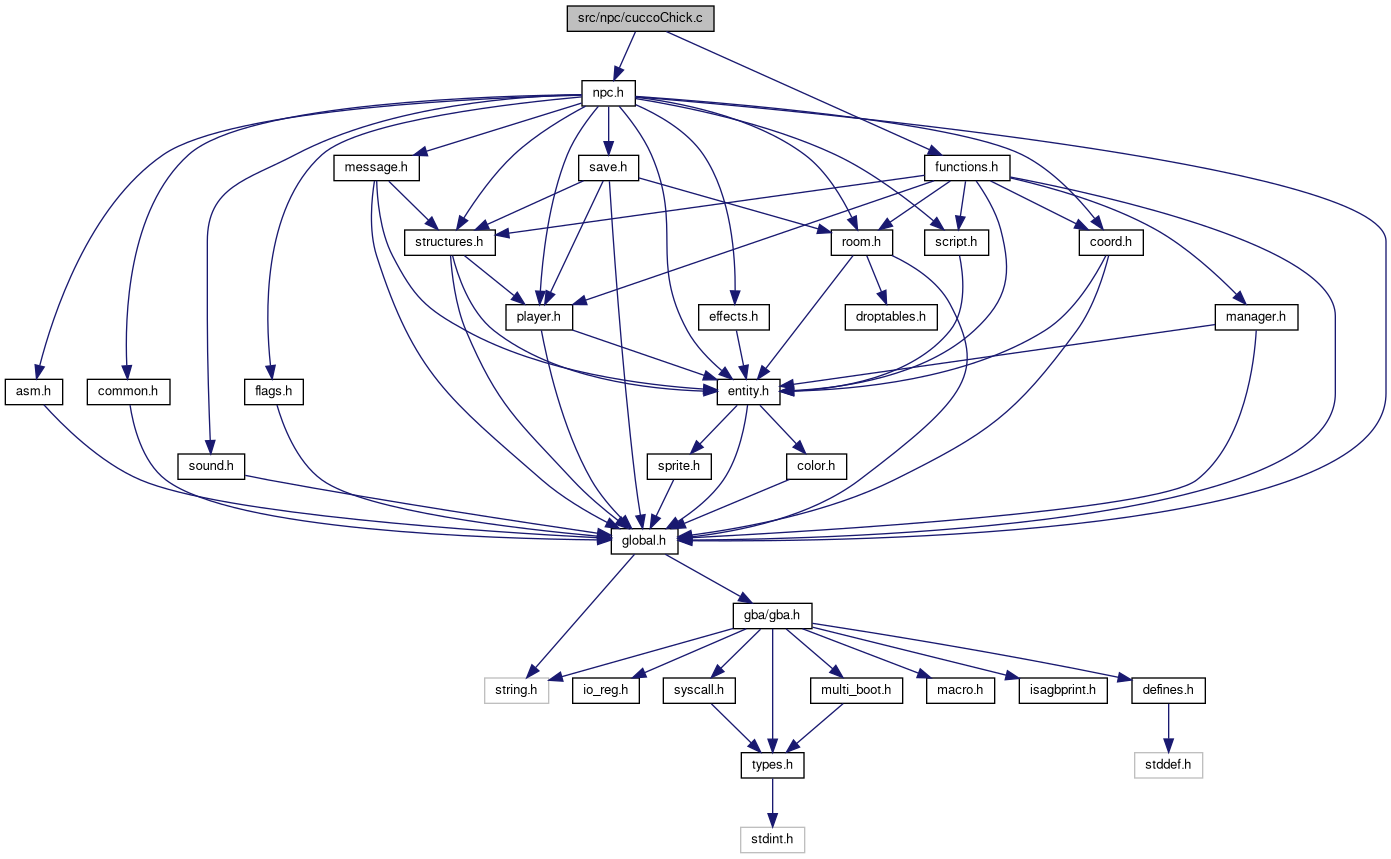 src/npc/cuccoChick.c
npc.h
message.h
save.h
functions.h
structures.h
room.h
script.h
coord.h
player.h
effects.h
droptables.h
manager.h
asm.h
common.h
flags.h
entity.h
sound.h
sprite.h
color.h
global.h
gba/gba.h
string.h
io_reg.h
syscall.h
multi_boot.h
macro.h
isagbprint.h
defines.h
types.h
stddef.h
stdint.h